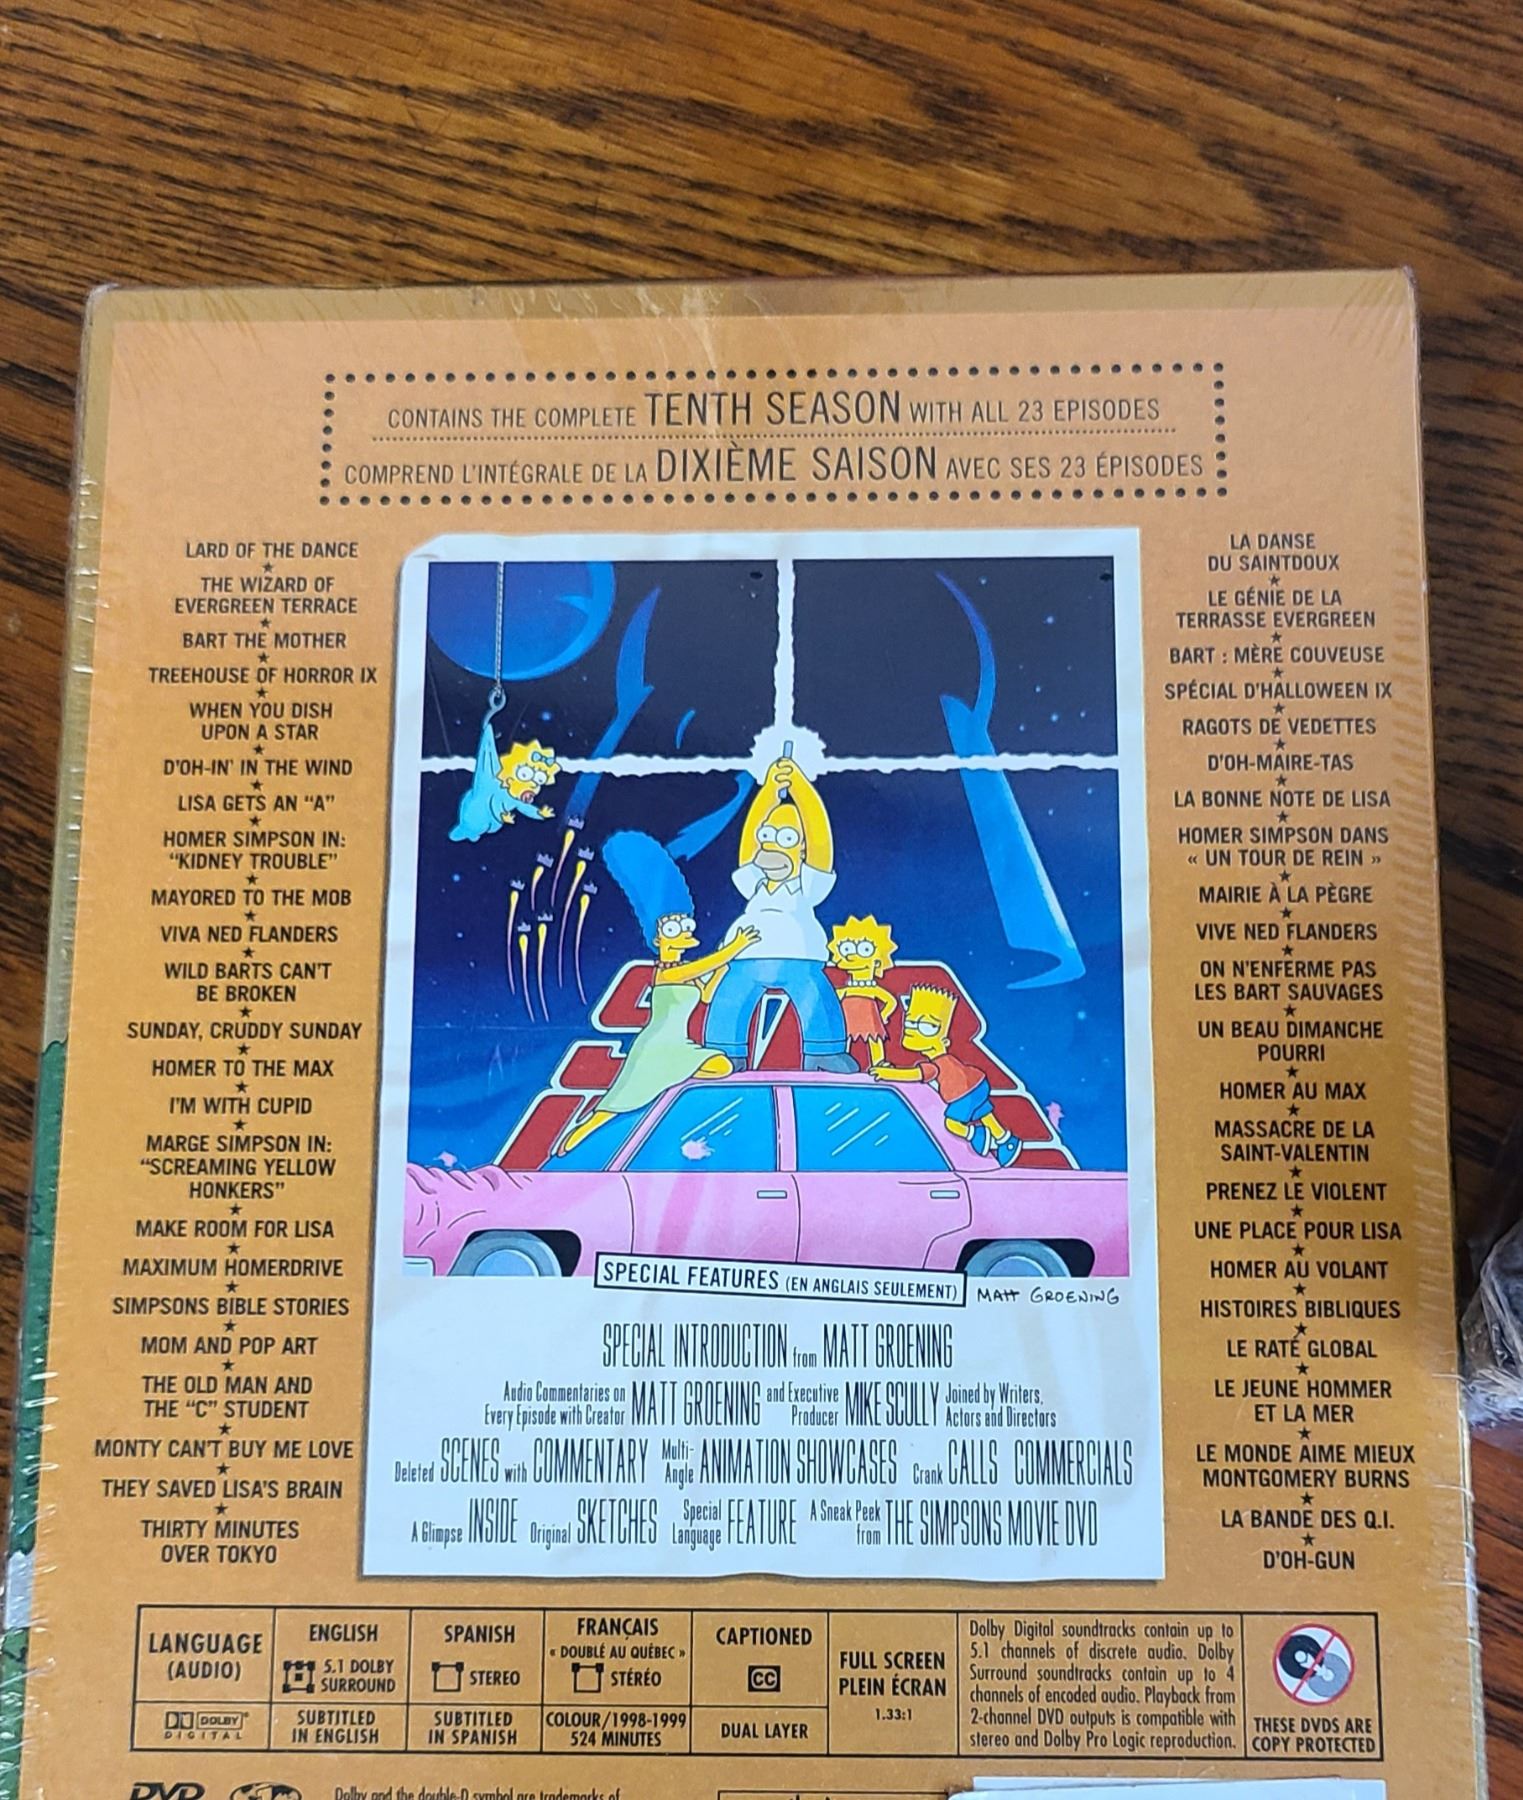 CONTAINS THE COMPLETE TENTH SEASON WITH ALL 23 EPISODES
COMPREND L'INTÉGRALE DE LA DIXIÈME SAISON AVEC SES 23 ÉPISODES
LARD OF THE DANCE
THE WIZARD OF
EVERGREEN TERRACE
BART THE MOTHER
TREEHOUSE OF HORROR IX
WHEN YOU DISH
UPON A STAR
D'OH-IN' IN THE WIND
LISA GETS AN "A"
HOMER SIMPSON IN:
"KIDNEY TROUBLE"
MAYORED TO THE MOB
VIVA NED FLANDERS
WILD BARTS CAN'T
BE BROKEN
SUNDAY, CRUDDY SUNDAY
HOMER TO THE MAX
I'M WITH CUPID
MARGE SIMPSON IN:
"SCREAMING YELLOW
HONKERS"
MAKE ROOM FOR LISA
MAXIMUM HOMERDRIVE
SIMPSONS BIBLE STORIES
MOM AND POP ART
THE OLD MAN AND
THE "C" STUDENT
MONTY CAN'T BUY ME LOVE
THEY SAVED LISA'S BRAIN
THIRTY MINUTES
OVER TOKYO
SPECIAL FEATURES (EN ANGLAIS SEULEMENT)
MATT GROENING
SPECIAL INTRODUCTION from MATT GROENING
Audio Commentaries on
Every Episode with Creator MATT GROENING and Executive
Producer MIKE SCULLY Joined by Writers,
Actors and Directors
Deleted SCENES with COMMENTARY Multi-
Angle ANIMATION SHOWCASES Crank CALLS COMMERCIALS
A Glimpse INSIDE Original SKETCHES Special
Language FEATURE A Sneak Peek
from THE SIMPSONS MOVIE DVD
LA DANSE
DU SAINTDOUX
LE GÉNIE DE LA
TERRASSE EVERGREEN
BART : MÈRE COUVEUSE
SPÉCIAL D'HALLOWEEN IX
RAGOTS DE VEDETTES
D'OH-MAIRE-TAS
LA BONNE NOTE DE LISA
HOMER SIMPSON DANS
« UN TOUR DE REIN »
MAIRIE À LA PÈGRE
VIVE NED FLANDERS
ON N'ENFERME PAS
LES BART SAUVAGES
UN BEAU DIMANCHE
POURRI
HOMER AU MAX
MASSACRE DE LA
SAINT-VALENTIN
PRENEZ LE VIOLENT
UNE PLACE POUR LISA
HOMER AU VOLANT
HISTOIRES BIBLIQUES
LE RATÉ GLOBAL
LE JEUNE HOMMER
ET LA MER
LE MONDE AIME MIEUX
MONTGOMERY BURNS
LA BANDE DES Q.I.
D'OH-GUN
LANGUAGE
(AUDIO)
DOLBY
DIGITAL
ENGLISH
5.1 DOLBY
SURROUND
SUBTITLED
IN ENGLISH
SPANISH
STEREO
SUBTITLED
IN SPANISH
FRANÇAIS
« DOUBLÉ AU QUÉBEC »
STÉRÉO
COLOUR/1998-1999
524 MINUTES
CAPTIONED
CC
DUAL LAYER
FULL SCREEN
PLEIN ÉCRAN
1.33:1
Dolby Digital soundtracks contain up to
5.1 channels of discrete audio. Dolby
Surround soundtracks contain up to 4
channels of encoded audio. Playback from
2-channel DVD outputs is compatible with
stereo and Dolby Pro Logic reproduction.
THESE DVDS ARE
COPY PROTECTED
DVD
Dolby and the double-D symbol are trademarks of